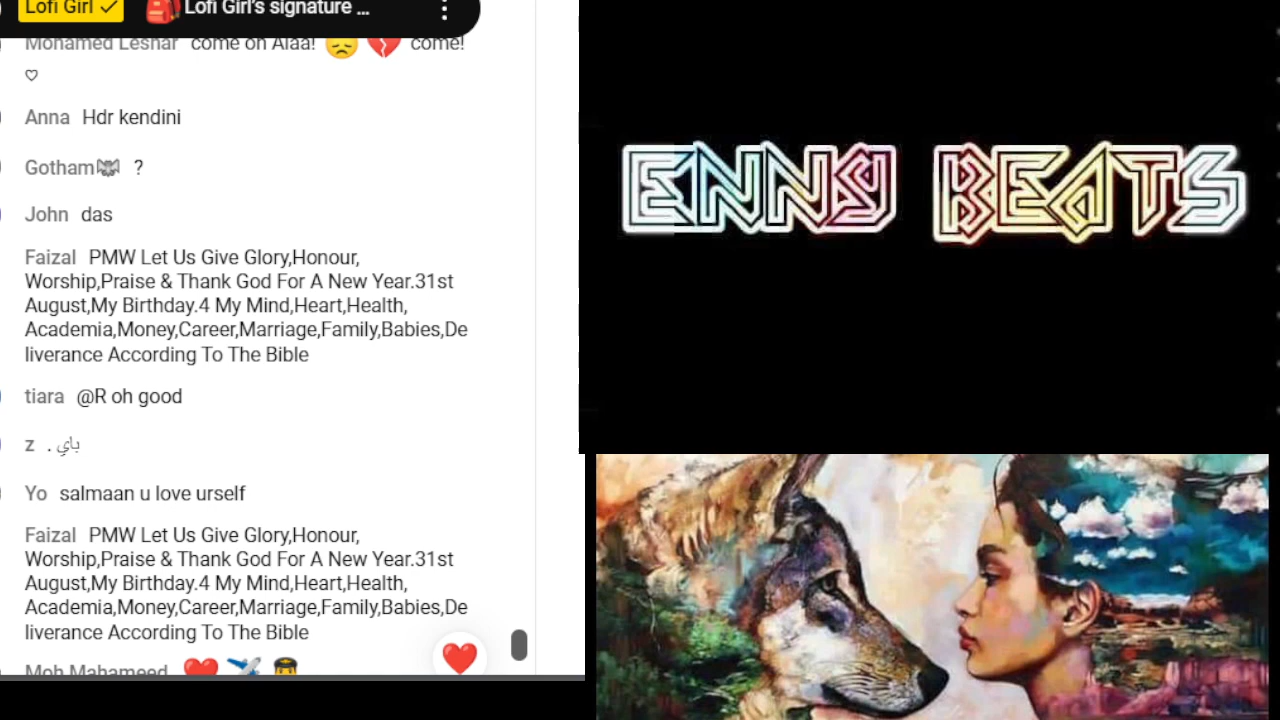 Lofi Girl ✓ Lofi Girl's signature ...
Mohamed Leshar come on Alaa! 😞 💔 come!
♡
Anna Hdr kendini
Gotham ?
John das
Faizal PMW Let Us Give Glory,Honour,
Worship,Praise & Thank God For A New Year.31st
August,My Birthday.4 My Mind,Heart,Health,
Academia,Money,Career,Marriage,Family,Babies,De
liverance According To The Bible
tiara @R oh good
z . باي
Yo salmaan u love urself
Faizal PMW Let Us Give Glory,Honour,
Worship,Praise & Thank God For A New Year.31st
August,My Birthday.4 My Mind,Heart,Health,
Academia,Money,Career,Marriage,Family,Babies,De
liverance According To The Bible
Moh Mahameed ❤️ ✈️ 👨‍✈️
ENNY BEATS